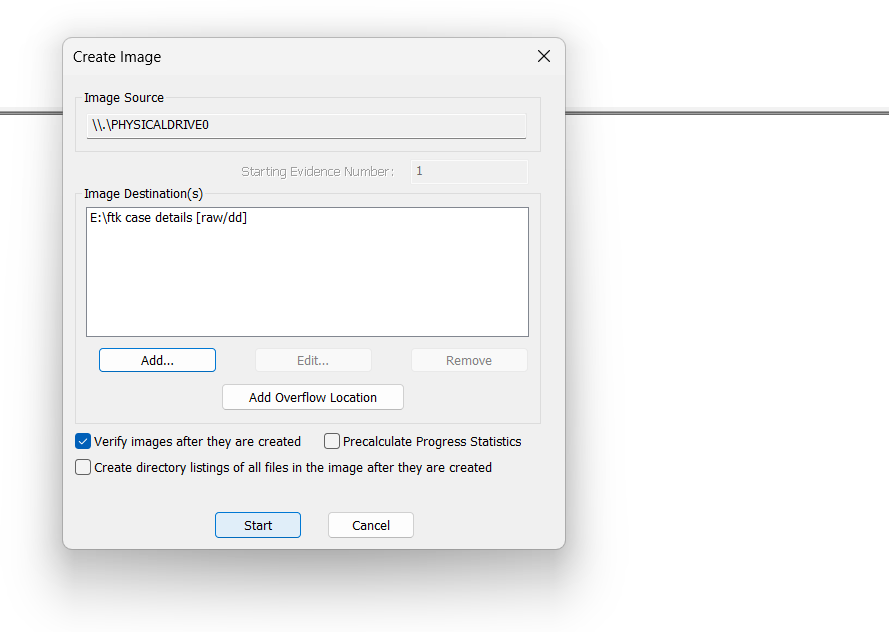 Create Image
Image Source
\\.\PHYSICALDRIVE0
Starting Evidence Number: 1
Image Destination(s)
E:\ftk case details [raw/dd]
Add... Edit... Remove
Add Overflow Location
Verify images after they are created Precalculate Progress Statistics
Create directory listings of all files in the image after they are created
Start Cancel